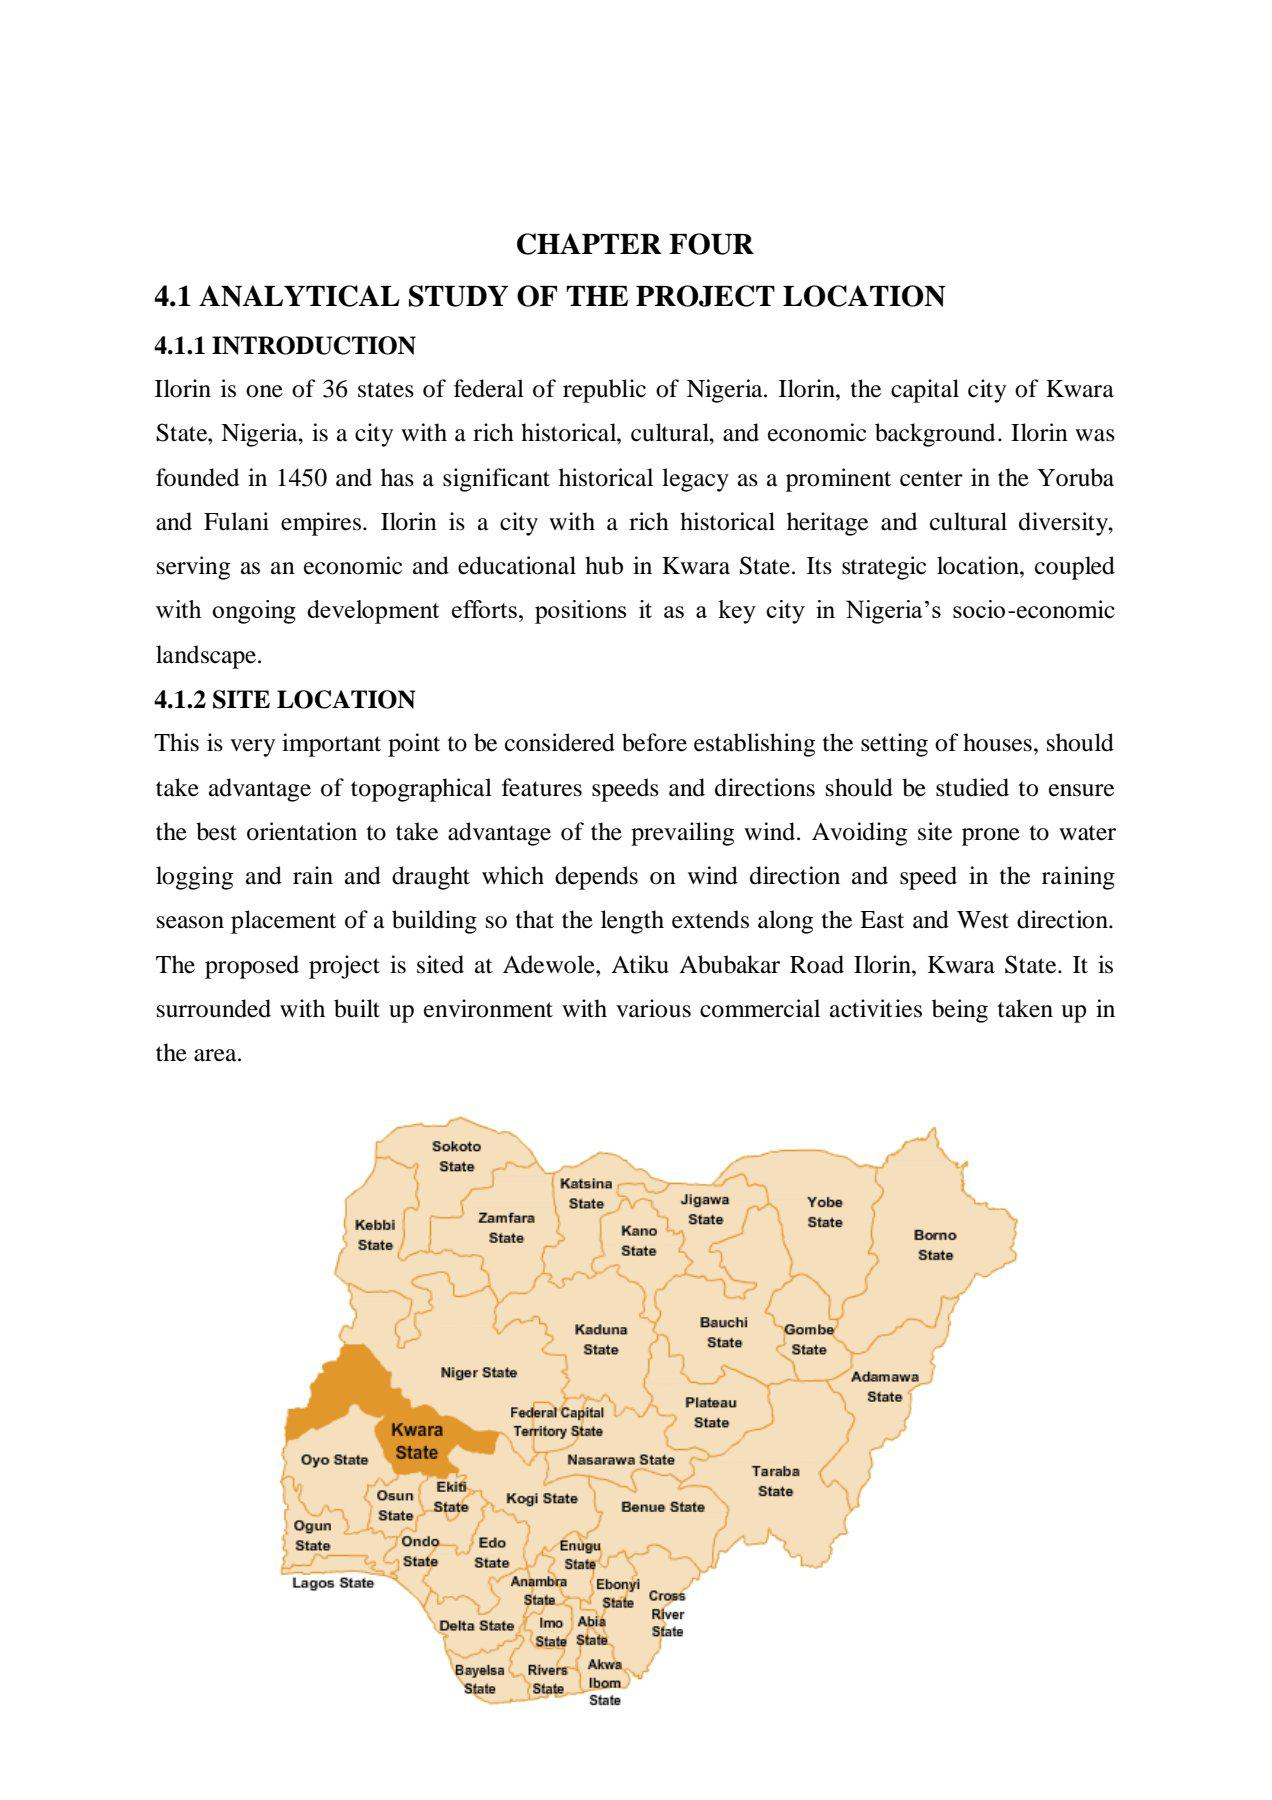 CHAPTER FOUR
4.1 ANALYTICAL STUDY OF THE PROJECT LOCATION
4.1.1 INTRODUCTION
Ilorin is one of 36 states of federal of republic of Nigeria. Ilorin, the capital city of Kwara
State, Nigeria, is a city with a rich historical, cultural, and economic background. Ilorin was
founded in 1450 and has a significant historical legacy as a prominent center in the Yoruba
and Fulani empires. Ilorin is a city with a rich historical heritage and cultural diversity,
serving as an economic and educational hub in Kwara State. Its strategic location, coupled
with ongoing development efforts, positions it as a key city in Nigeria’s socio-economic
landscape.
4.1.2 SITE LOCATION
This is very important point to be considered before establishing the setting of houses, should
take advantage of topographical features speeds and directions should be studied to ensure
the best orientation to take advantage of the prevailing wind. Avoiding site prone to water
logging and rain and draught which depends on wind direction and speed in the raining
season placement of a building so that the length extends along the East and West direction.
The proposed project is sited at Adewole, Atiku Abubakar Road Ilorin, Kwara State. It is
surrounded with built up environment with various commercial activities being taken up in
the area.
Sokoto
State
Katsina
State
Jigawa
State
Yobe
State
Kebbi
State
Zamfara
State
Kano
State
Borno
State
Kaduna
State
Bauchi
State
Gombe
State
Niger State
Adamawa
State
Plateau
State
Federal Capital
Territory State
Kwara
State
Oyo State
Nasarawa State
Taraba
State
Osun
State
Ekiti
State
Kogi State
Benue State
Ogun
State
Ondo
State
Edo
State
Enugu
State
Lagos State
Anambra
State
Ebonyi
State
Cross
River
State
Delta State
Imo
State
Abia
State
Bayelsa
State
Rivers
State
Akwa
Ibom
State